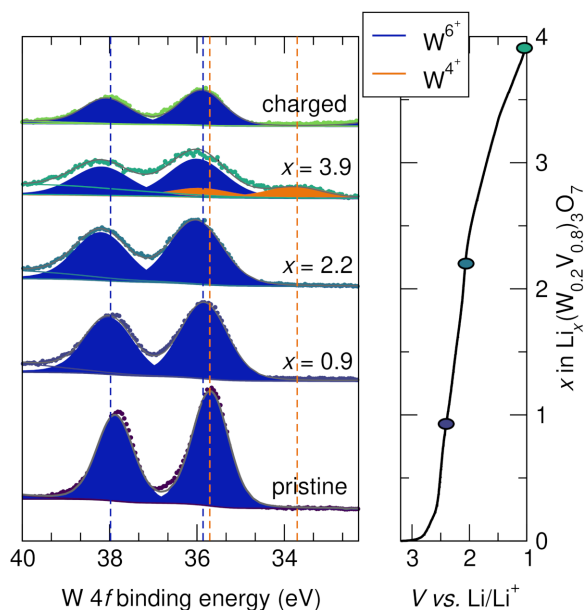 W⁶⁺
W⁴⁺
charged
x = 3.9
x = 2.2
x = 0.9
pristine
40 38 36 34
W 4f binding energy (eV)
4
3
2
1
0
x in Liₓ(W₀.₂V₀.₈)₃O₇
3 2 1
V vs. Li/Li⁺